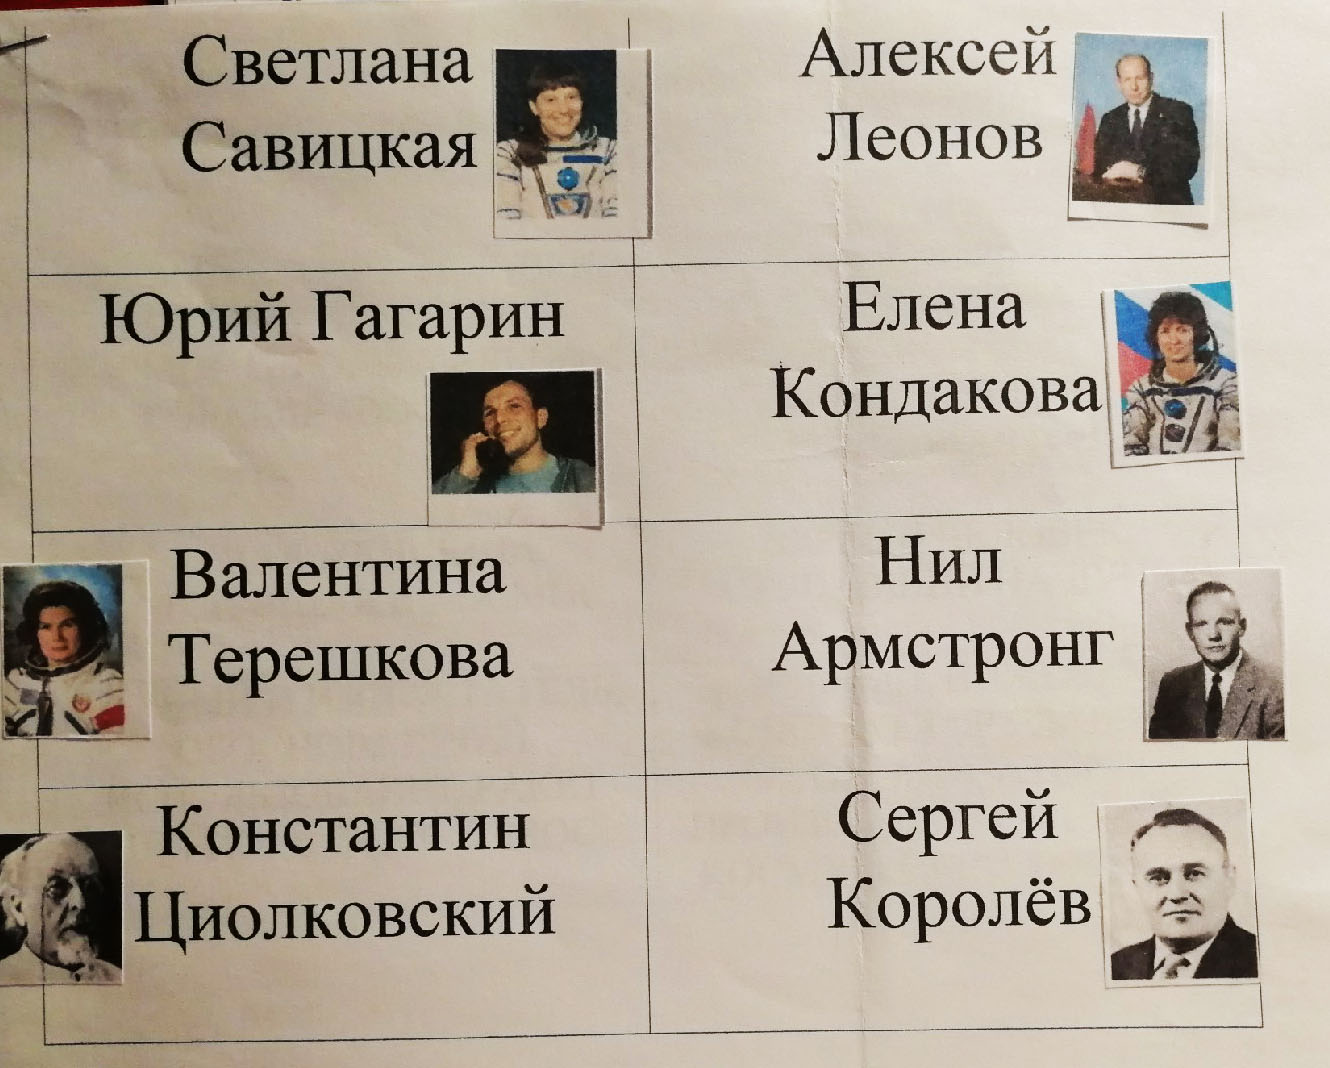 Светлана
Савицкая
Алексей
Леонов
Юрий Гагарин
Елена
Кондакова
Валентина
Терешкова
Нил
Армстронг
Константин
Циолковский
Сергей
Королёв